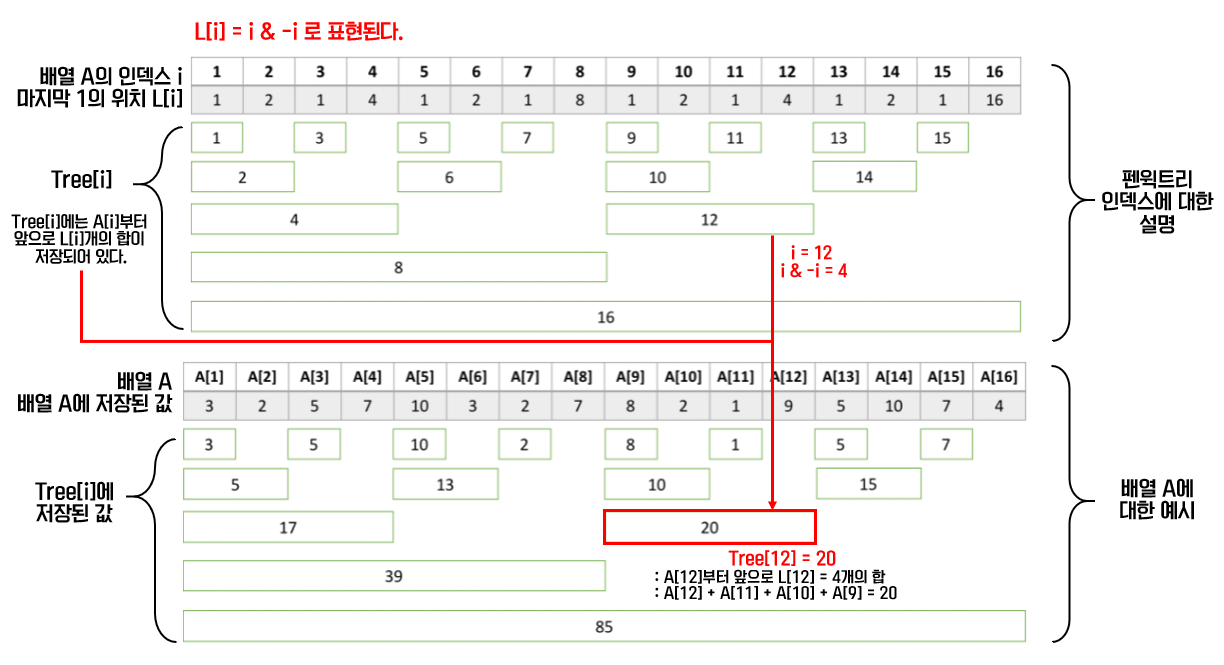 L[i] = i & -i 로 표현된다.
배열 A의 인덱스 i 1 2 3 4 5 6 7 8 9 10 11 12 13 14 15 16
마지막 1의 위치 L[i] 1 2 1 4 1 2 1 8 1 2 1 4 1 2 1 16
1 3 5 7 9 11 13 15
Tree[i] 2 6 10 14
4 12
8
16
Tree[i]에는 A[i]부터
앞으로 L[i]개의 합이
저장되어 있다.
i = 12
i & -i = 4
펜윅트리
인덱스에 대한
설명
배열 A A[1] A[2] A[3] A[4] A[5] A[6] A[7] A[8] A[9] A[10] A[11] A[12] A[13] A[14] A[15] A[16]
배열 A에 저장된 값 3 2 5 7 10 3 2 7 8 2 1 9 5 10 7 4
3 5 10 2 8 1 5 7
5 13 10 15
Tree[i]에
저장된 값
17 20
39
85
Tree[12] = 20
: A[12]부터 앞으로 L[12] = 4개의 합
: A[12] + A[11] + A[10] + A[9] = 20
배열 A에
대한 예시